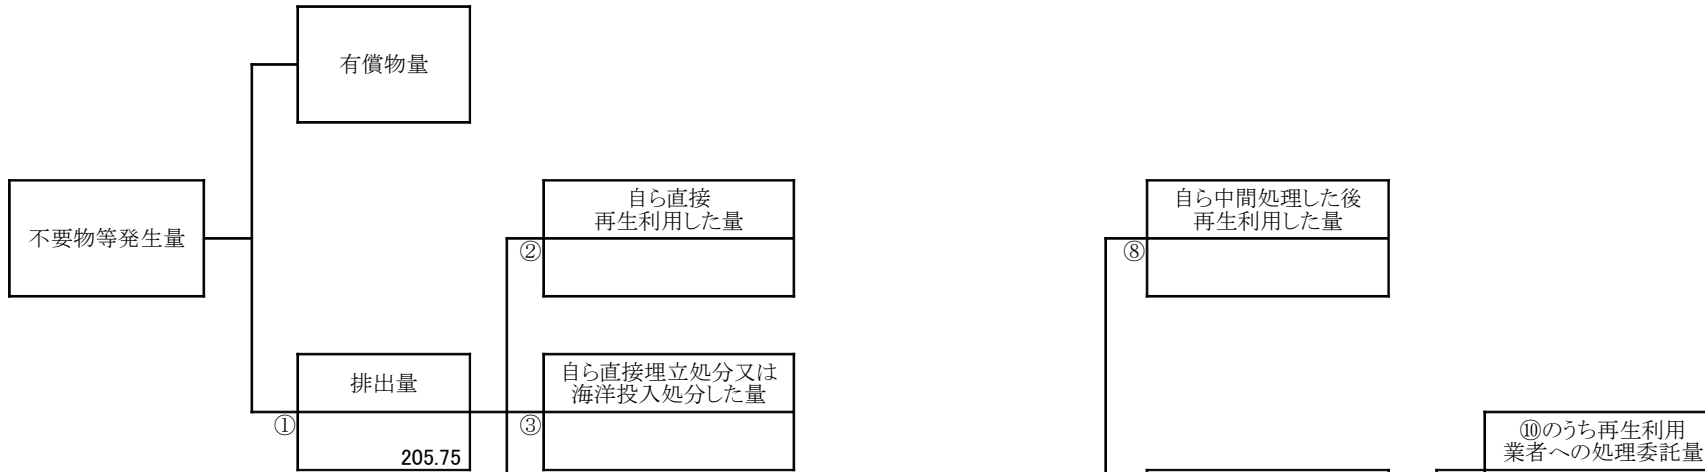 有償物量
不要物等発生量
自ら直接
再生利用した量
②
自ら中間処理した後
再生利用した量
⑧
排出量
①
205.75
自ら直接埋立処分又は
海洋投入処分した量
③
⑩のうち再生利用
業者への処理委託量